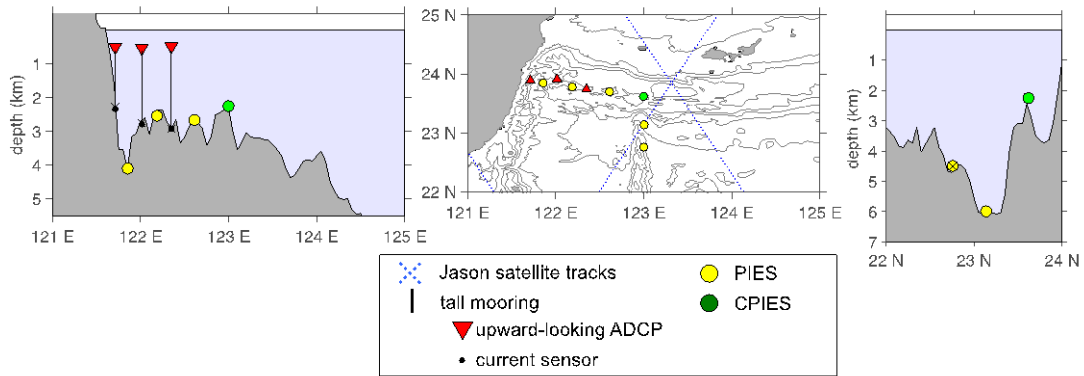 depth (km)
1
2
3
4
5
121 E
122 E
123 E
124 E
125 E
25 N
24 N
23 N
22 N
121 E
122 E
123 E
124 E
125 E
depth (km)
0
1
2
3
4
5
6
7
22 N
23 N
24 N
Jason satellite tracks
tall mooring
upward-looking ADCP
current sensor
PIES
CPIES